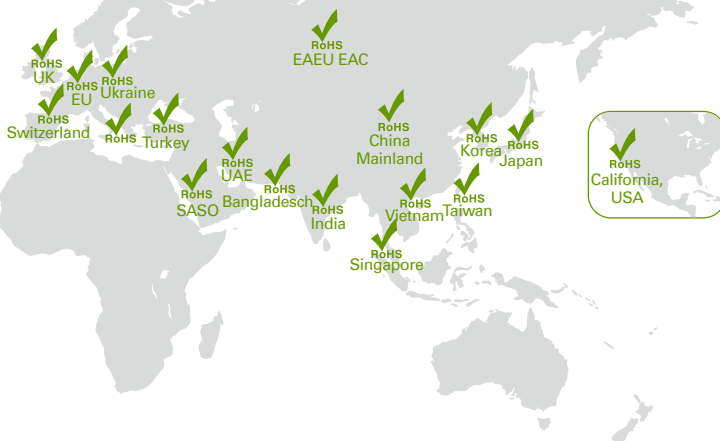 RoHS
EAEU EAC
RoHS
UK
RoHS
EU
RoHS
Ukraine
RoHS
Switzerland
RoHS
RoHS
Turkey
RoHS
China
Mainland
RoHS
Korea
RoHS
Japan
RoHS
California,
USA
RoHS
UAE
RoHS
SASO
RoHS
Bangladesch
RoHS
India
RoHS
Vietnam
RoHS
Taiwan
RoHS
Singapore